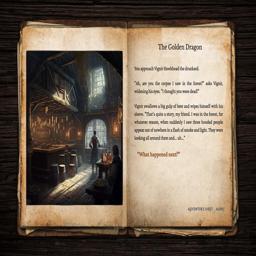 The Golden Dragon
You approach Vignir Hawkhead the drunkard.
"Ah, are you the corpse I saw in the forest?" asks Vignir,
widening his eyes. "I thought you were dead!"
Vignir swallows a big gulp of beer and wipes himself with his
sleeve. "That's quite a story, my friend. I was in the forest, for
whatever reason, when suddenly I saw three hooded people
appear out of nowhere in a flash of smoke and light. They were
looking all around them and... uh..."
"What happened next?"